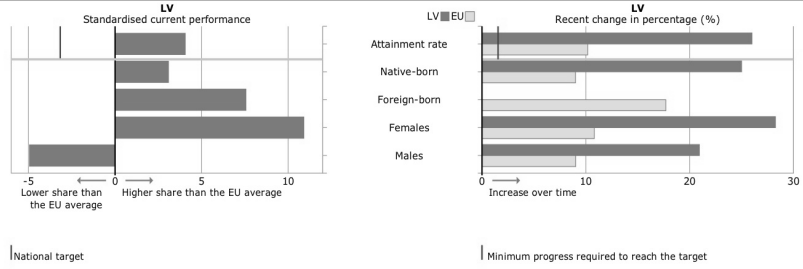 LV
Standardised current performance
LV EU
LV
Recent change in percentage (%)
Attainment rate
Native-born
Foreign-born
Females
Males
-5 0 5 10
Lower share than
the EU average
Higher share than the EU average
0 10 20 30
Increase over time
National target
Minimum progress required to reach the target